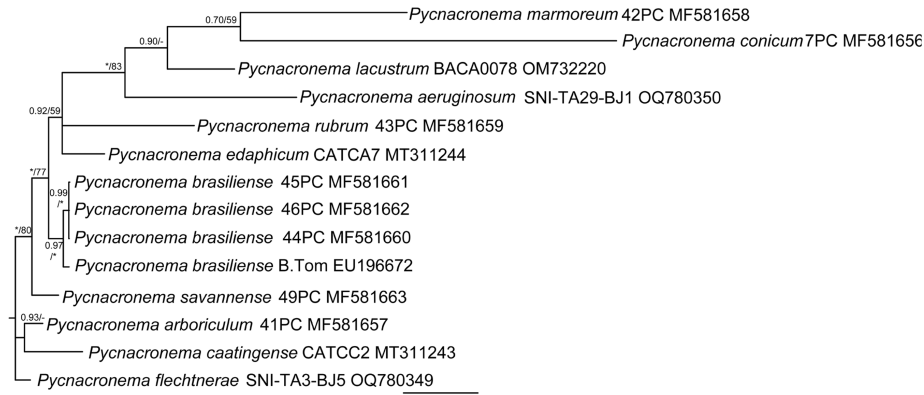 0.70/59
Pycnacronema marmoreum 42PC MF581658
0.90/-
Pycnacronema conicum7PC MF581656
*/83
Pycnacronema lacustrum BACA0078 OM732220
Pycnacronema aeruginosum SNI-TA29-BJ1 OQ780350
0.92/59
Pycnacronema rubrum 43PC MF581659
Pycnacronema edaphicum CATCA7 MT311244
*/77
Pycnacronema brasiliense 45PC MF581661
0.99
/*
Pycnacronema brasiliense 46PC MF581662
*/80
Pycnacronema brasiliense 44PC MF581660
0.97
/*
Pycnacronema brasiliense B.Tom EU196672
Pycnacronema savannense 49PC MF581663
0.93/-
Pycnacronema arboriculum 41PC MF581657
Pycnacronema caatingense CATCC2 MT311243
Pycnacronema flechtnerae SNI-TA3-BJ5 OQ780349